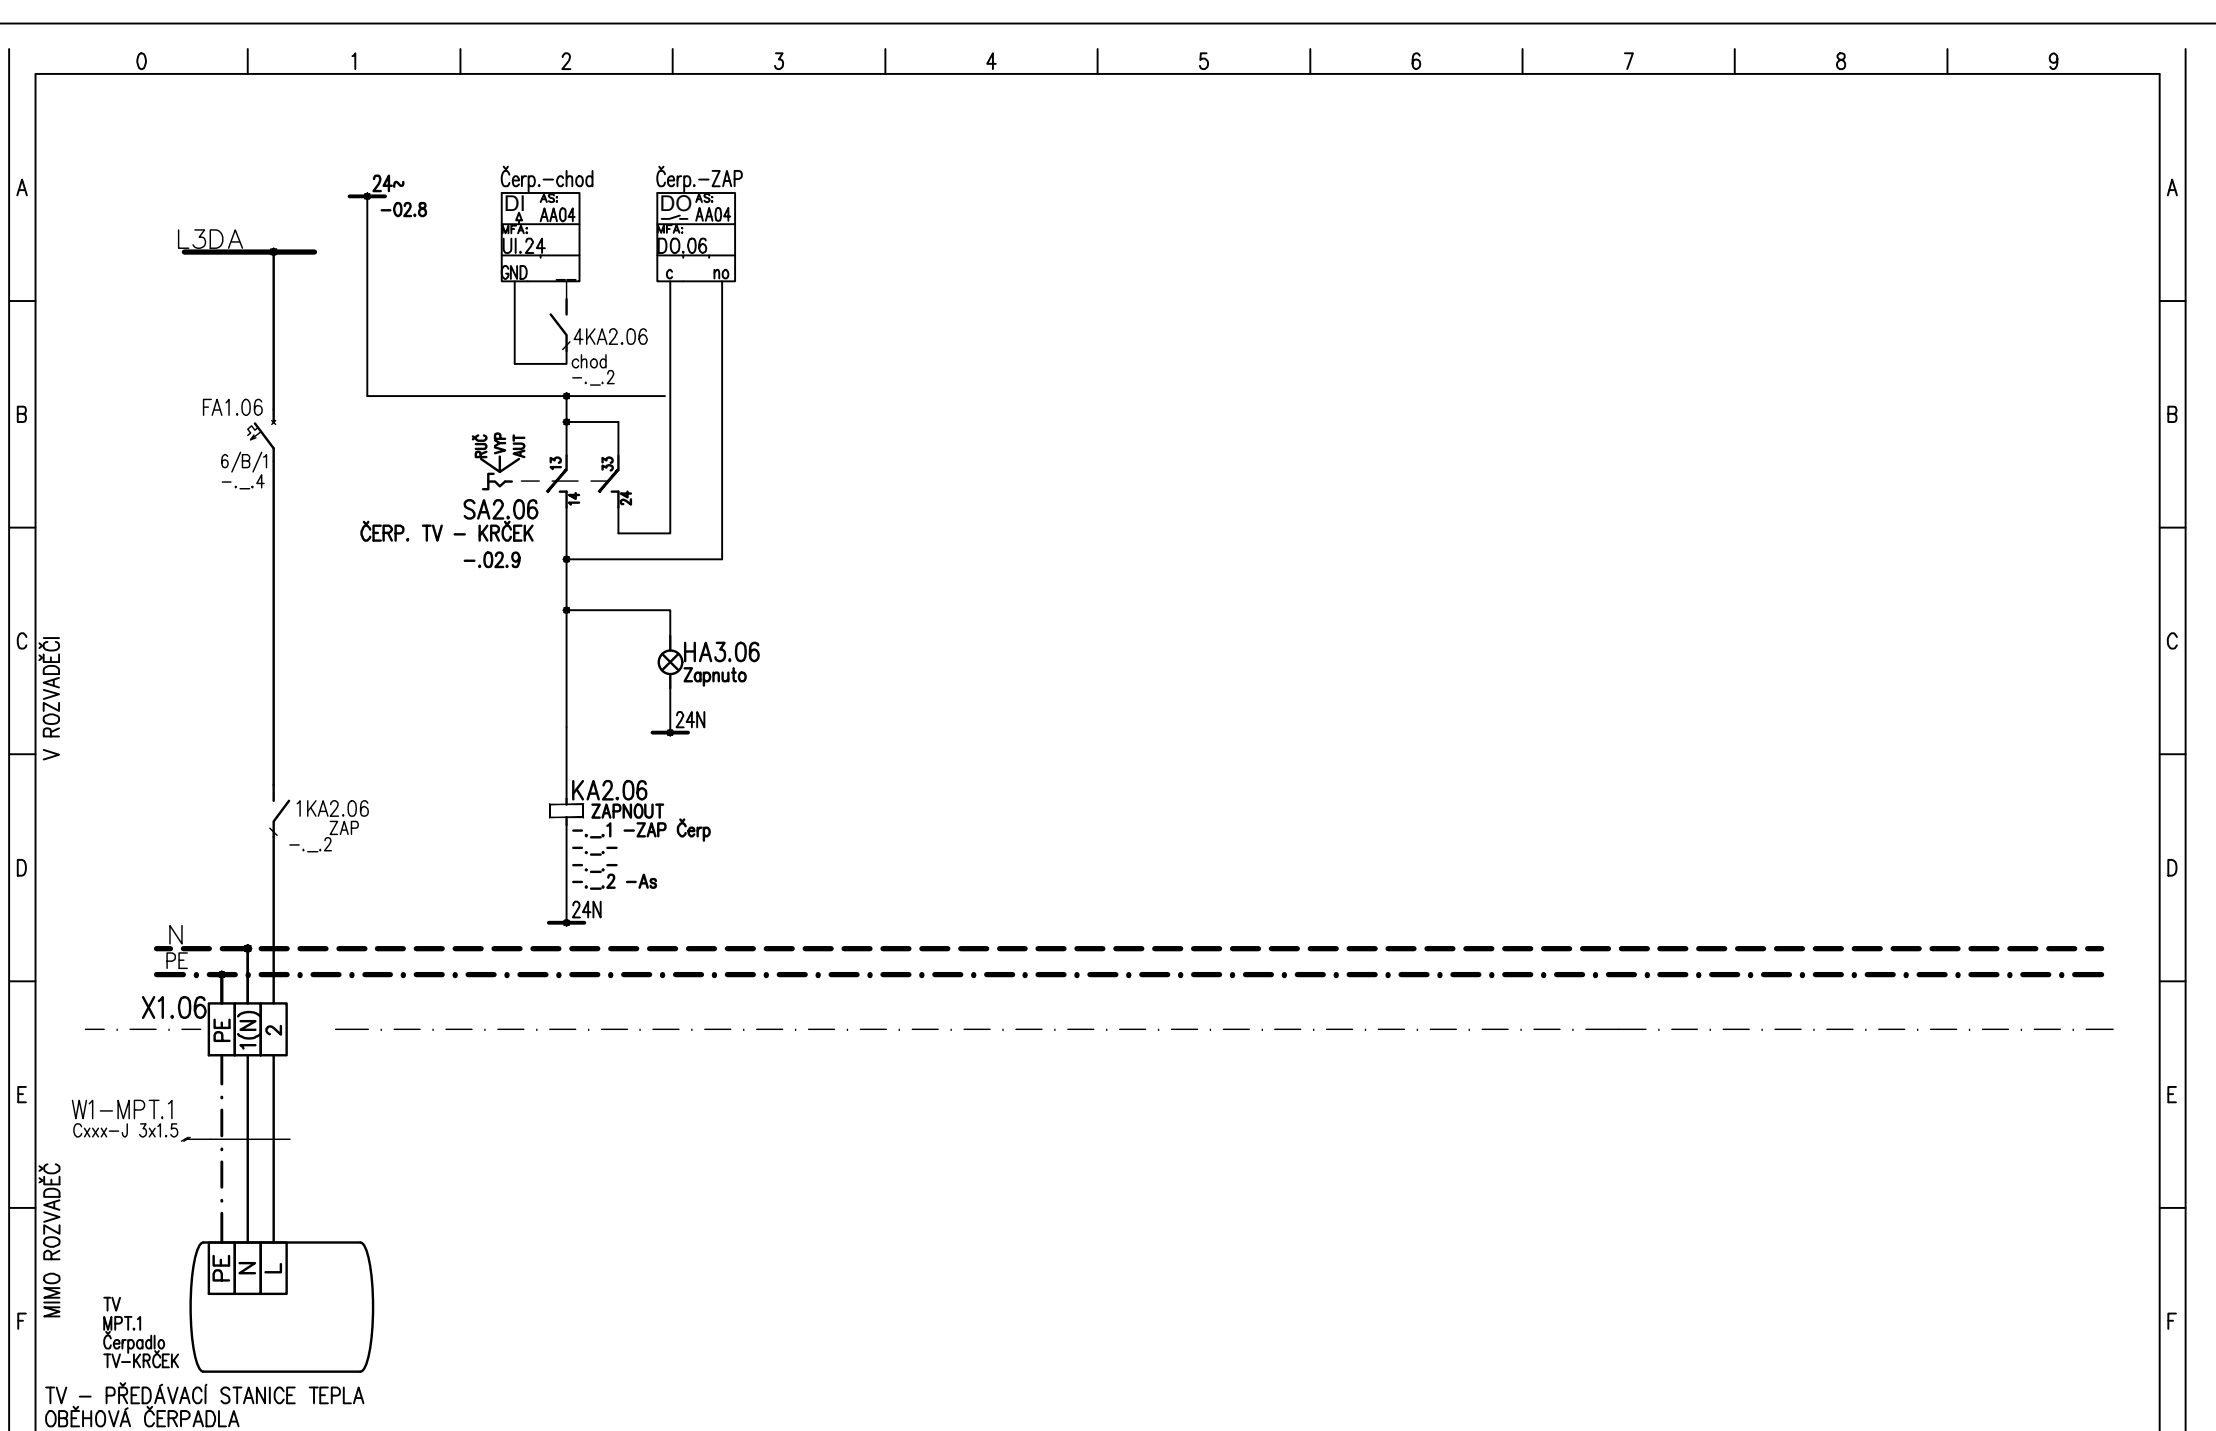 0 1 2 3 4 5 6 7 8 9
A A
B B
C C
D D
E E
F F
V ROZVADĚČI
MIMO ROZVADĚČ
L3DA
FA1.06
6/B/1
-._.4
24~
-02.8
Čerp.-chod
DI AS:
AA04
MFA:
UI.24
GND
Čerp.-ZAP
DO AS:
AA04
MFA:
DO.06
c no
4KA2.06
chod
-._.2
RUČ
VYP
AUT
13
14
33
24
SA2.06
ČERP. TV - KRČEK
-.02.9
HA3.06
Zapnuto
24N
KA2.06
ZAPNOUT
-._.1 -ZAP Čerp
-._.-
-._.-
-._.2 -As
24N
1KA2.06
ZAP
-._.2
N
PE
X1.06
PE 1(N) 2
W1-MPT.1
Cxxx-J 3x1.5
PE N L
TV
MPT.1
Čerpadlo
TV-KRČEK
TV - PŘEDÁVACÍ STANICE TEPLA
OBĚHOVÁ ČERPADLA